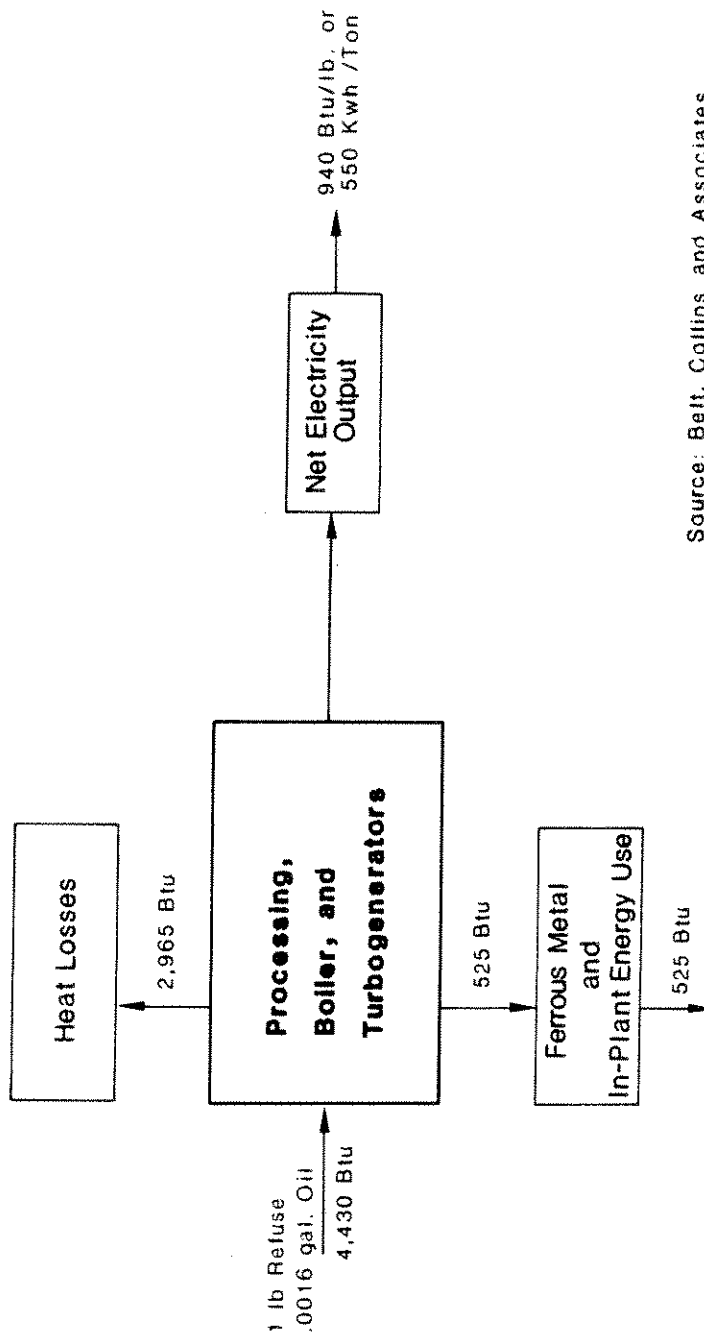 Heat Losses
2,965 Btu
1 lb Refuse
.0016 gal. Oil
4,430 Btu
Processing,
Boiler, and
Turbogenerators
Net Electricity
Output
940 Btu/lb. or
550 Kwh /Ton
525 Btu
Ferrous Metal
and
In-Plant Energy Use
525 Btu
Source: Belt, Collins and Associates